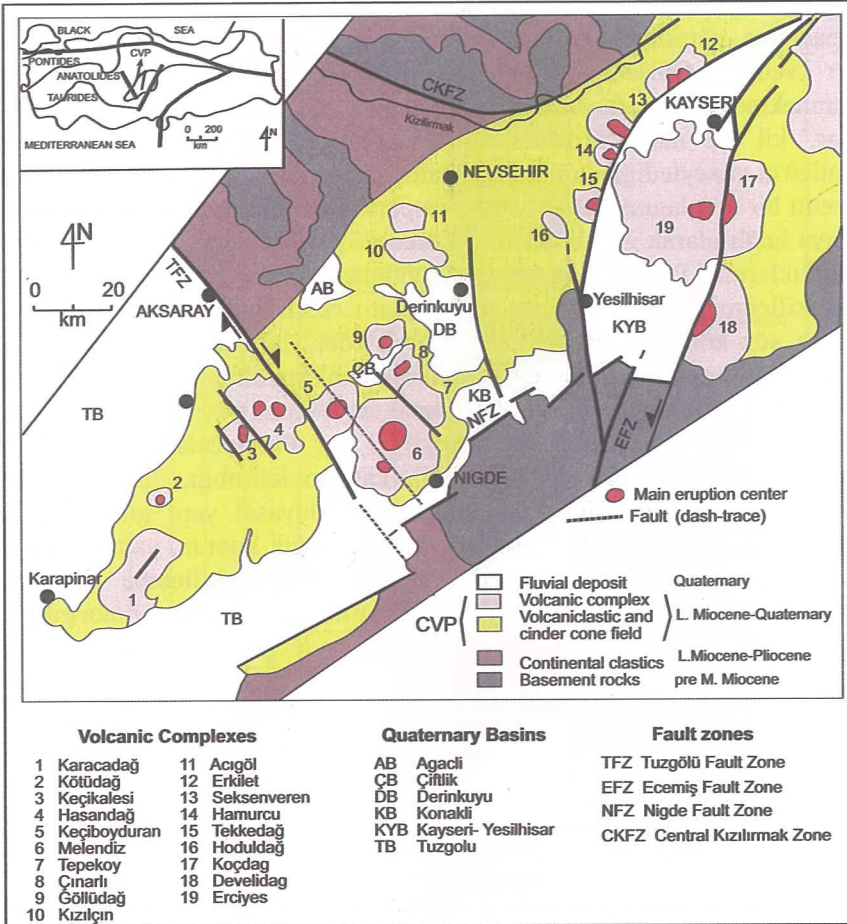 BLACK SEA
CVP
PONTIDES
ANATOLIDES
TAURIDES
0 200
km
N
MEDITERRANEAN SEA
CKFZ
Kizilirmak
12
13
KAYSERI
14
15
17
NEVSEHIR
11
10
16
19
N
TFZ
0 20
km
AKSARAY
AB
Derinkuyu
DB
Yesilhisar
KYB
18
9
ÇB
8
5
7
KB
NFZ
TB
4
3
6
EFZ
NIGDE
2
Karapinar
1
TB
Main eruption center
Fault (dash-trace)
Fluvial deposit Quaternary
CVP
Volcanic complex
Volcaniclastic and
cinder cone field
L. Miocene-Quaternary
Continental clastics L.Miocene-Pliocene
Basement rocks pre M. Miocene
Volcanic Complexes
1 Karacadağ
2 Kötüdağ
3 Keçikalesi
4 Hasandağ
5 Keçiboyduran
6 Melendiz
7 Tepekoy
8 Çınarlı
9 Göllüdağ
10 Kızılçın
11 Acıgöl
12 Erkilet
13 Seksenveren
14 Hamurcu
15 Tekkedağ
16 Hoduldağ
17 Koçdag
18 Develidag
19 Erciyes
Quaternary Basins
AB Agacli
ÇB Çiftlik
DB Derinkuyu
KB Konakli
KYB Kayseri- Yesilhisar
TB Tuzgolu
Fault zones
TFZ Tuzgölü Fault Zone
EFZ Ecemiş Fault Zone
NFZ Nigde Fault Zone
CKFZ Central Kızılırmak Zone